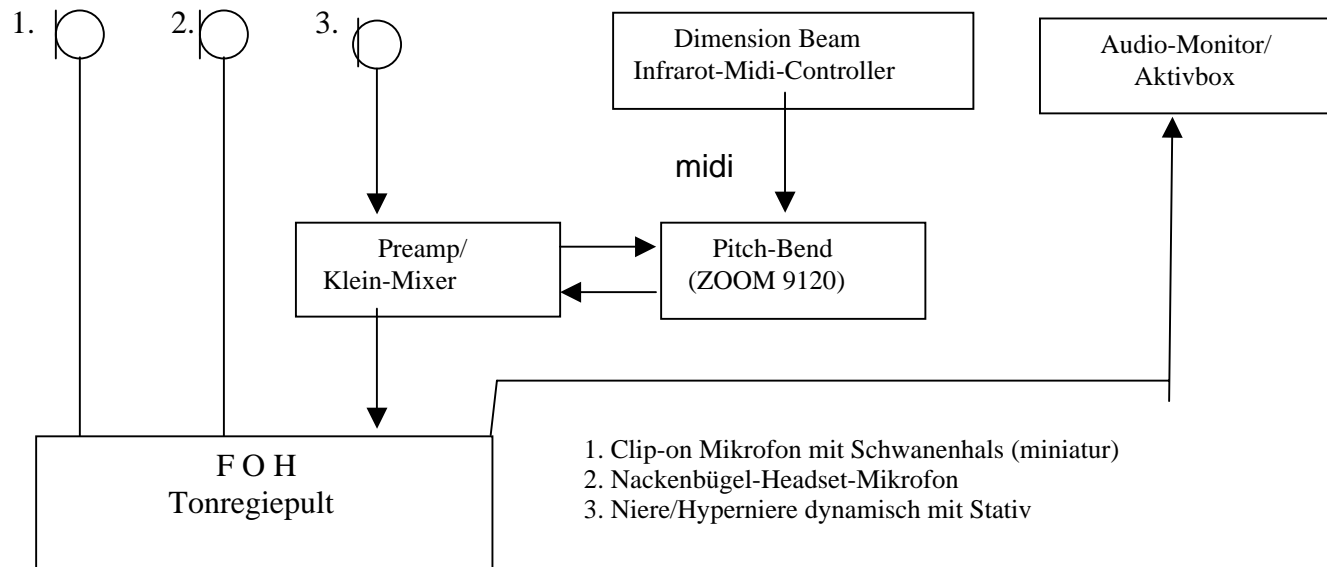 1.
2.
3.
Dimension Beam
Infrarot-Midi-Controller
Audio-Monitor/
Aktivbox
midi
Preamp/
Klein-Mixer
Pitch-Bend
(ZOOM 9120)
F O H
Tonregiepult
1. Clip-on Mikrofon mit Schwanenhals (miniatur)
2. Nackenbügel-Headset-Mikrofon
3. Niere/Hyperniere dynamisch mit Stativ